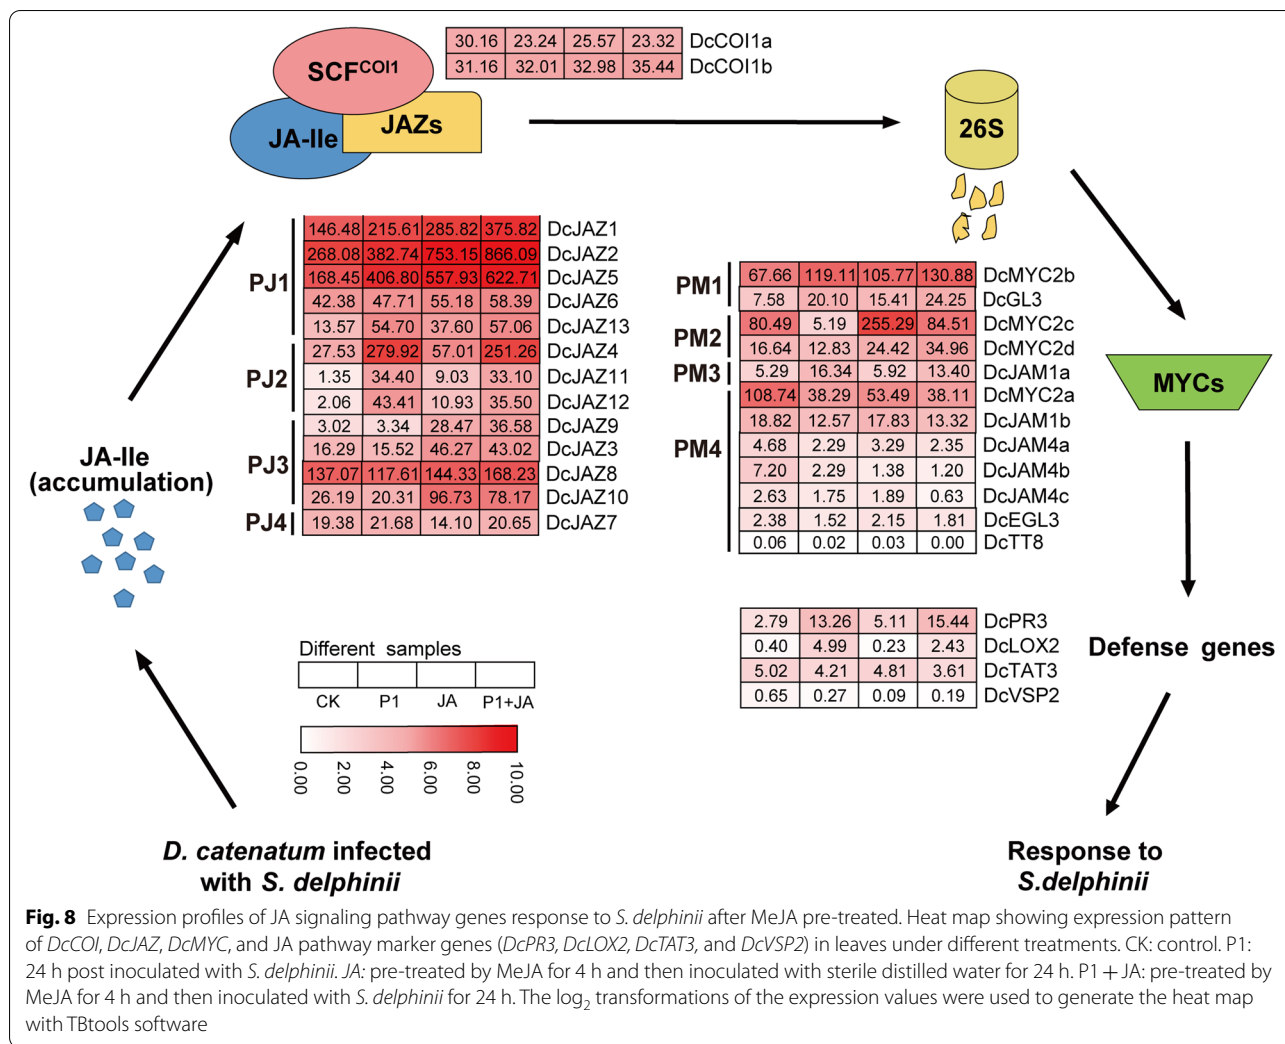 30.16 23.24 25.57 23.32 DcCOI1a
31.16 32.01 32.98 35.44 DcCOI1b
SCF^COI1
JA-Ile
JAZs
26S
PJ1
146.48 215.61 285.82 375.82 DcJAZ1
268.08 382.74 753.15 866.09 DcJAZ2
168.45 406.80 557.93 622.71 DcJAZ5
42.38 47.71 55.18 58.39 DcJAZ6
13.57 54.70 37.60 57.06 DcJAZ13
PJ2
27.53 279.92 57.01 251.26 DcJAZ4
1.35 34.40 9.03 33.10 DcJAZ11
2.06 43.41 10.93 35.50 DcJAZ12
PJ3
3.02 3.34 28.47 36.58 DcJAZ9
16.29 15.52 46.27 43.02 DcJAZ3
137.07 117.61 144.33 168.23 DcJAZ8
26.19 20.31 96.73 78.17 DcJAZ10
PJ4
19.38 21.68 14.10 20.65 DcJAZ7
PM1
67.66 119.11 105.77 130.88 DcMYC2b
7.58 20.10 15.41 24.25 DcGL3
PM2
80.49 5.19 255.29 84.51 DcMYC2c
16.64 12.83 24.42 34.96 DcMYC2d
PM3
5.29 16.34 5.92 13.40 DcJAM1a
PM4
108.74 38.29 53.49 38.11 DcMYC2a
18.82 12.57 17.83 13.32 DcJAM1b
4.68 2.29 3.29 2.35 DcJAM4a
7.20 2.29 1.38 1.20 DcJAM4b
2.63 1.75 1.89 0.63 DcJAM4c
2.38 1.52 2.15 1.81 DcEGL3
0.06 0.02 0.03 0.00 DcTT8
MYCs
JA-Ile
(accumulation)
2.79 13.26 5.11 15.44 DcPR3
0.40 4.99 0.23 2.43 DcLOX2
5.02 4.21 4.81 3.61 DcTAT3
0.65 0.27 0.09 0.19 DcVSP2
Defense genes
Different samples
CK P1 JA P1+JA
0.00 2.00 4.00 6.00 8.00 10.00
D. catenatum infected
with S. delphinii
Response to
S.delphinii
Fig. 8 Expression profiles of JA signaling pathway genes response to S. delphinii after MeJA pre-treated. Heat map showing expression pattern
of DcCOI, DcJAZ, DcMYC, and JA pathway marker genes (DcPR3, DcLOX2, DcTAT3, and DcVSP2) in leaves under different treatments. CK: control. P1:
24 h post inoculated with S. delphinii. JA: pre-treated by MeJA for 4 h and then inoculated with sterile distilled water for 24 h. P1 + JA: pre-treated by
MeJA for 4 h and then inoculated with S. delphinii for 24 h. The log₂ transformations of the expression values were used to generate the heat map
with TBtools software